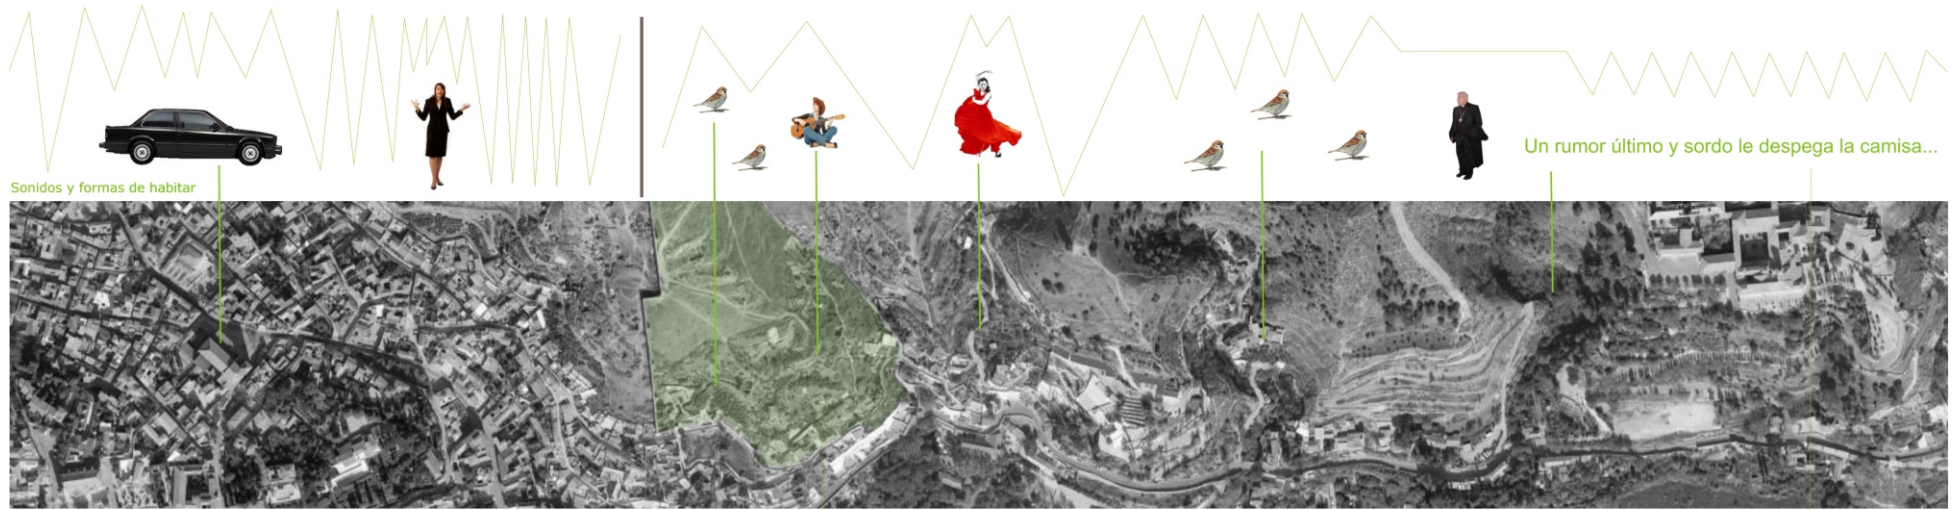 Un rumor último y sordo le despega la camisa...
Sonidos y formas de habitar